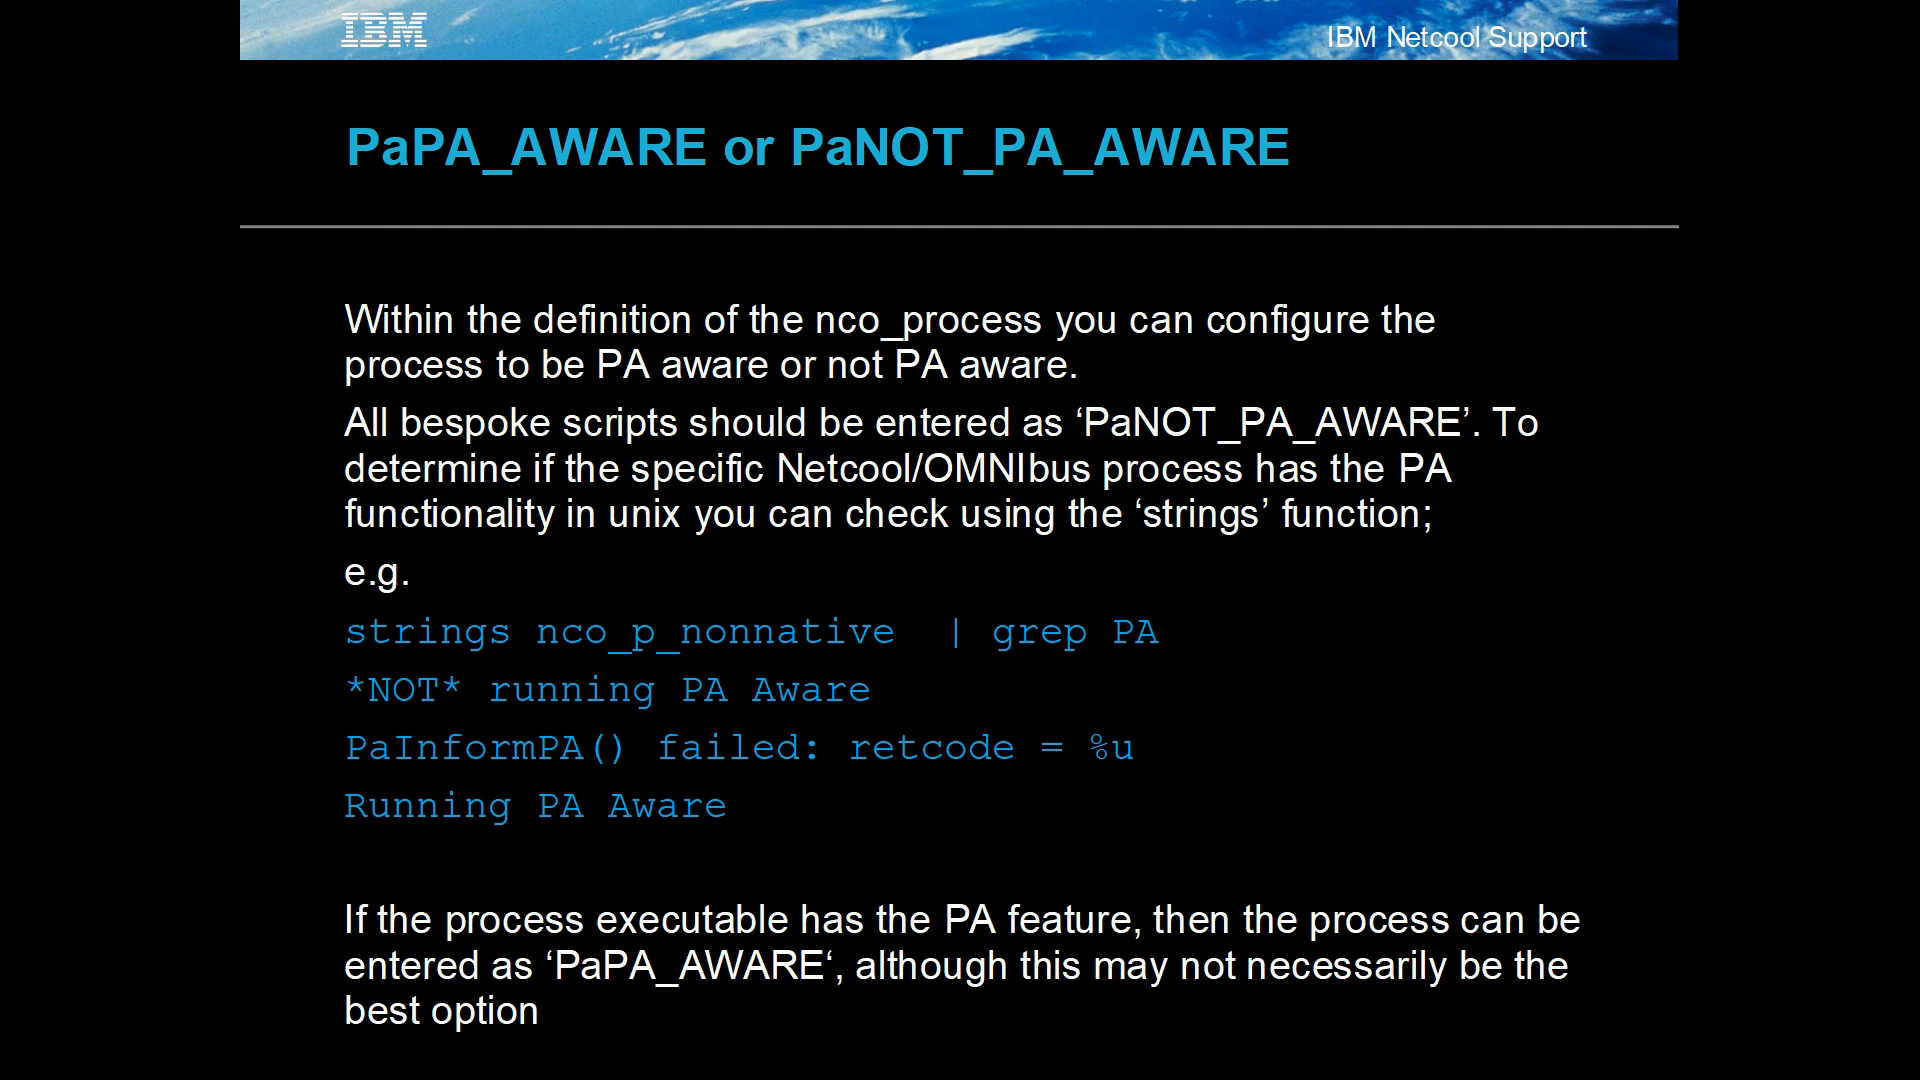 IBM
IBM Netcool Support
PaPA_AWARE or PaNOT_PA_AWARE
Within the definition of the nco_process you can configure the
process to be PA aware or not PA aware.
All bespoke scripts should be entered as ‘PaNOT_PA_AWARE’. To
determine if the specific Netcool/OMNIbus process has the PA
functionality in unix you can check using the ‘strings’ function;
e.g.
strings nco_p_nonnative  | grep PA
*NOT* running PA Aware
PaInformPA() failed: retcode = %u
Running PA Aware
If the process executable has the PA feature, then the process can be
entered as ‘PaPA_AWARE‘, although this may not necessarily be the
best option